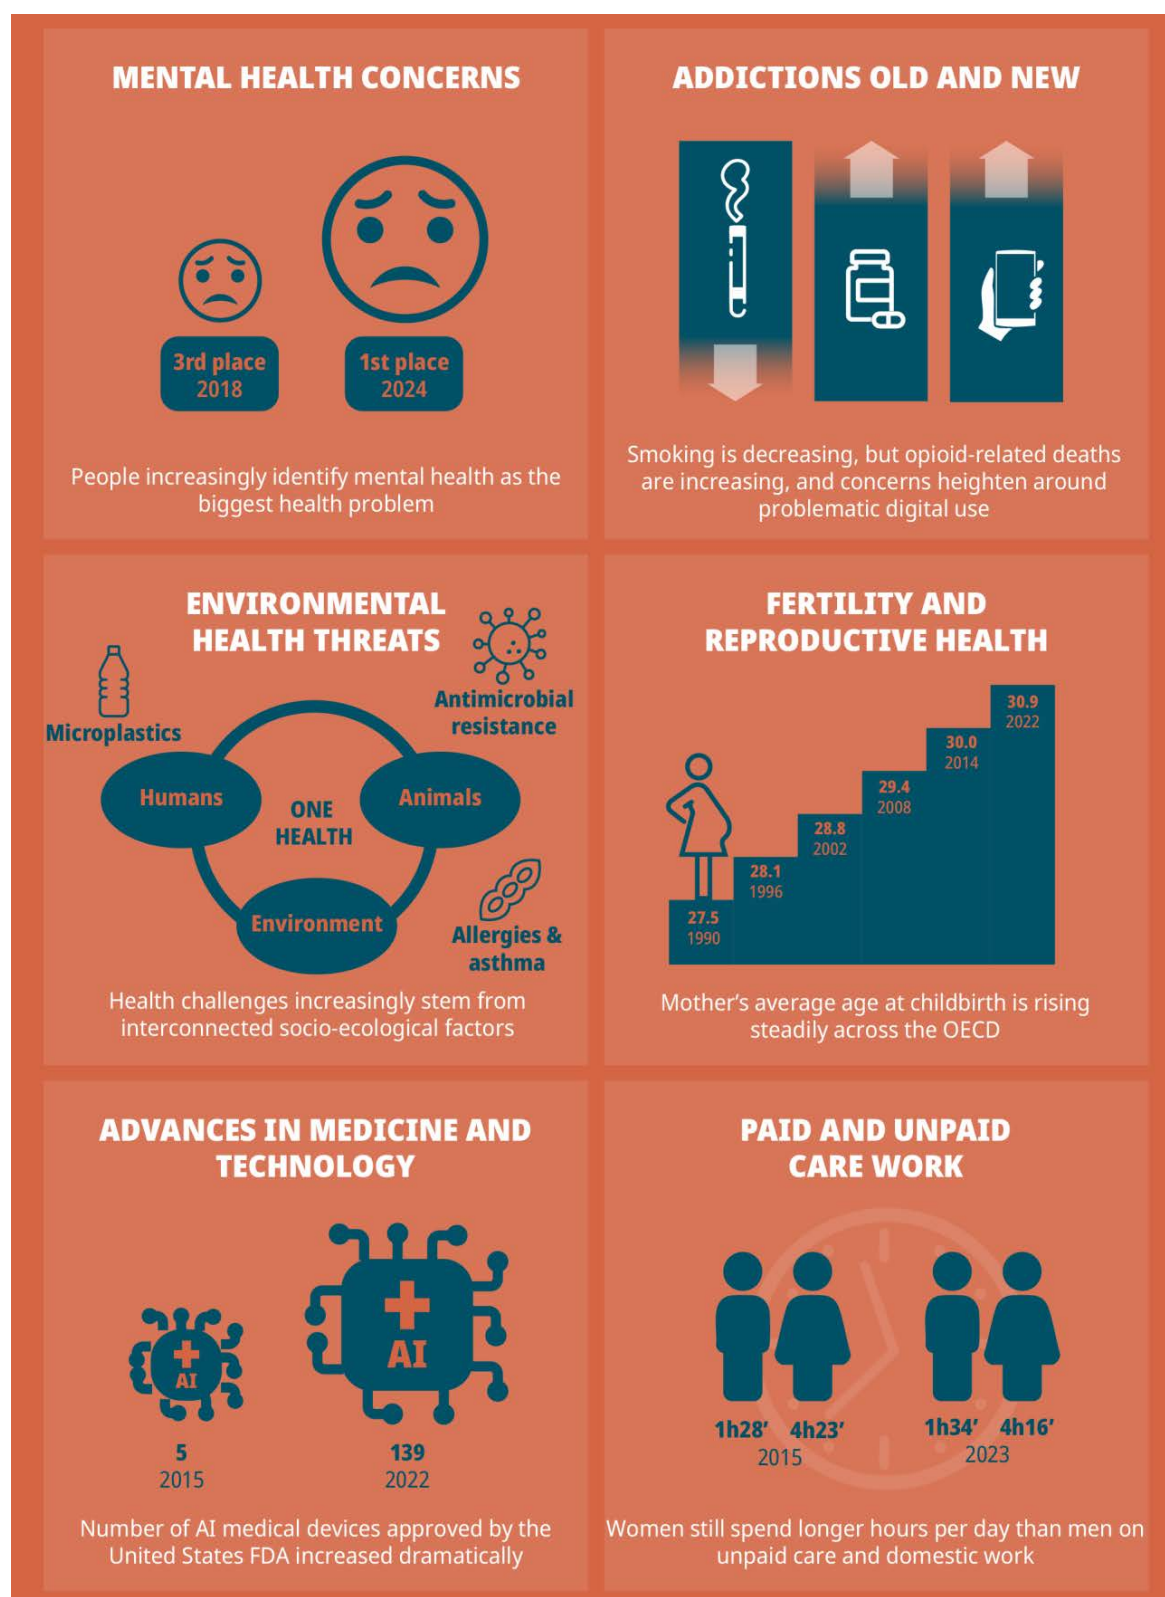 MENTAL HEALTH CONCERNS
3rd place
2018
1st place
2024
People increasingly identify mental health as the
biggest health problem
ADDICTIONS OLD AND NEW
Smoking is decreasing, but opioid-related deaths
are increasing, and concerns heighten around
problematic digital use
ENVIRONMENTAL
HEALTH THREATS
Microplastics
Antimicrobial
resistance
Humans
ONE
HEALTH
Animals
Environment
Allergies &
asthma
Health challenges increasingly stem from
interconnected socio-ecological factors
FERTILITY AND
REPRODUCTIVE HEALTH
27.5
1990
28.1
1996
28.8
2002
29.4
2008
30.0
2014
30.9
2022
Mother’s average age at childbirth is rising
steadily across the OECD
ADVANCES IN MEDICINE AND
TECHNOLOGY
AI
5
2015
AI
139
2022
Number of AI medical devices approved by the
United States FDA increased dramatically
PAID AND UNPAID
CARE WORK
1h28’ 4h23’
2015
1h34’ 4h16’
2023
Women still spend longer hours per day than men on
unpaid care and domestic work